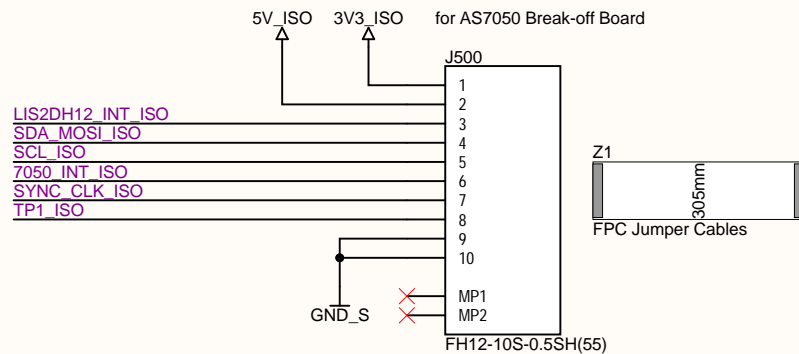 5V_ISO 3V3_ISO for AS7050 Break-off Board
J500
1
2
LIS2DH12_INT_ISO 3
SDA_MOSI_ISO 4
SCL_ISO 5
7050_INT_ISO 6
SYNC_CLK_ISO 7
TP1_ISO 8
9
10
MP1
GND_S MP2
FH12-10S-0.5SH(55)
Z1
305mm
FPC Jumper Cables